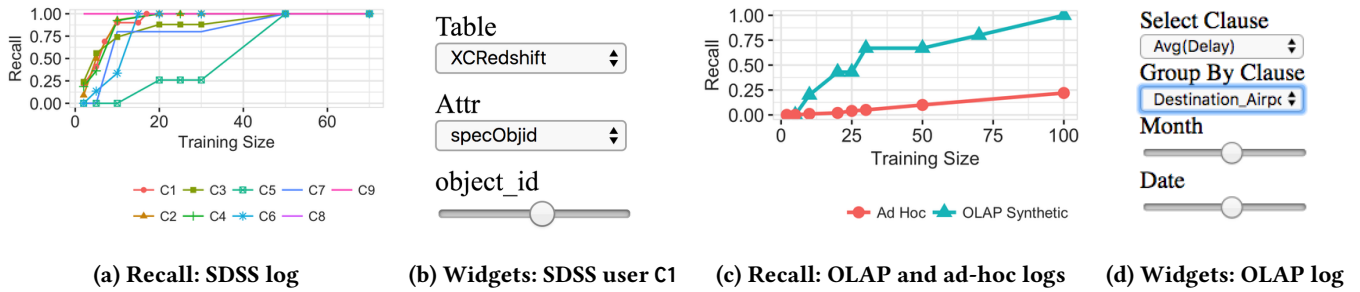 1.00
0.75
0.50
0.25
0.00
Recall
0 20 40 60
Training Size
C1 C3 C5 C7 C9
C2 C4 C6 C8
(a) Recall: SDSS log
Table
XCRedshift
Attr
specObjid
object_id
(b) Widgets: SDSS user C1
1.00
0.75
0.50
0.25
0.00
Recall
0 25 50 75 100
Training Size
Ad Hoc OLAP Synthetic
(c) Recall: OLAP and ad-hoc logs
Select Clause
Avg(Delay)
Group By Clause
Destination_Airpo
Month
Date
(d) Widgets: OLAP log